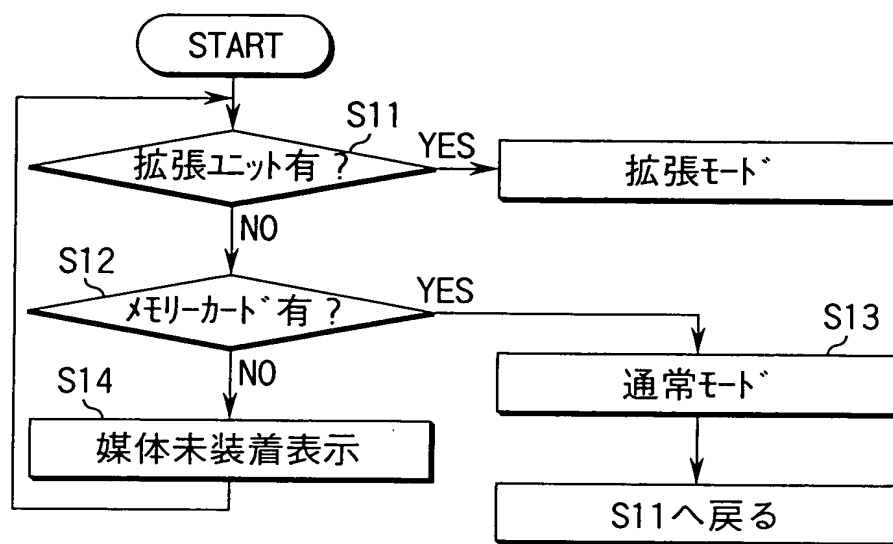 START
S11
拡張ユニット有？
YES
拡張モード
NO
S12
メモリーカード有？
YES
S13
通常モード
NO
S14
媒体未装着表示
S11へ戻る